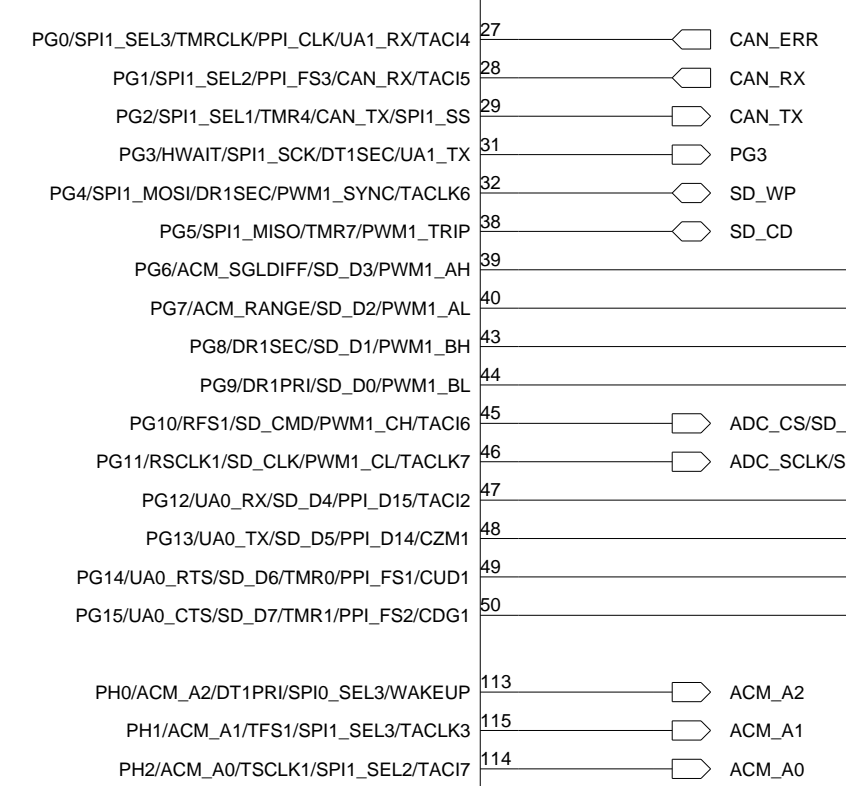 PG0/SPI1_SEL3/TMRCLK/PPI_CLK/UA1_RX/TACI4 27 CAN_ERR
PG1/SPI1_SEL2/PPI_FS3/CAN_RX/TACI5 28 CAN_RX
PG2/SPI1_SEL1/TMR4/CAN_TX/SPI1_SS 29 CAN_TX
PG3/HWAIT/SPI1_SCK/DT1SEC/UA1_TX 31 PG3
PG4/SPI1_MOSI/DR1SEC/PWM1_SYNC/TACLK6 32 SD_WP
PG5/SPI1_MISO/TMR7/PWM1_TRIP 38 SD_CD
PG6/ACM_SGLDIFF/SD_D3/PWM1_AH 39
PG7/ACM_RANGE/SD_D2/PWM1_AL 40
PG8/DR1SEC/SD_D1/PWM1_BH 43
PG9/DR1PRI/SD_D0/PWM1_BL 44
PG10/RFS1/SD_CMD/PWM1_CH/TACI6 45 ADC_CS/SD_
PG11/RSCLK1/SD_CLK/PWM1_CL/TACLK7 46 ADC_SCLK/S
PG12/UA0_RX/SD_D4/PPI_D15/TACI2 47
PG13/UA0_TX/SD_D5/PPI_D14/CZM1 48
PG14/UA0_RTS/SD_D6/TMR0/PPI_FS1/CUD1 49
PG15/UA0_CTS/SD_D7/TMR1/PPI_FS2/CDG1 50
PH0/ACM_A2/DT1PRI/SPI0_SEL3/WAKEUP 113 ACM_A2
PH1/ACM_A1/TFS1/SPI1_SEL3/TACLK3 115 ACM_A1
PH2/ACM_A0/TSCLK1/SPI1_SEL2/TACI7 114 ACM_A0